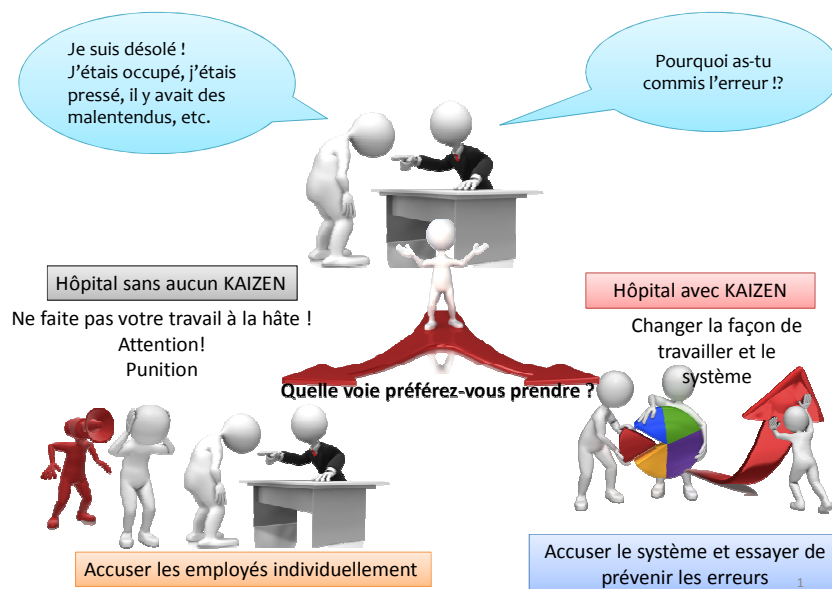 Je suis désolé !
J'étais occupé, j'étais
pressé, il y avait des
malentendus, etc.
Pourquoi as-tu
commis l'erreur !?
Hôpital sans aucun KAIZEN
Ne faite pas votre travail à la hâte !
Attention!
Punition
Hôpital avec KAIZEN
Changer la façon de
travailler et le
système
Quelle voie préférez-vous prendre ?
Accuser les employés individuellement
Accuser le système et essayer de
prévenir les erreurs
1